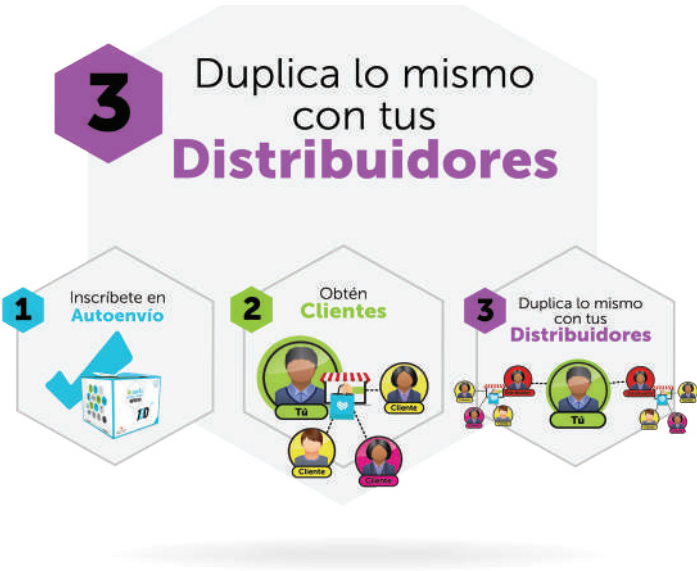 3
Duplica lo mismo
con tus
Distribuidores
1
Inscríbete en
Autoenvío
2
Obtén
Clientes
Tú
Cliente
Cliente
Cliente
3
Duplica lo mismo
con tus
Distribuidores
Tú